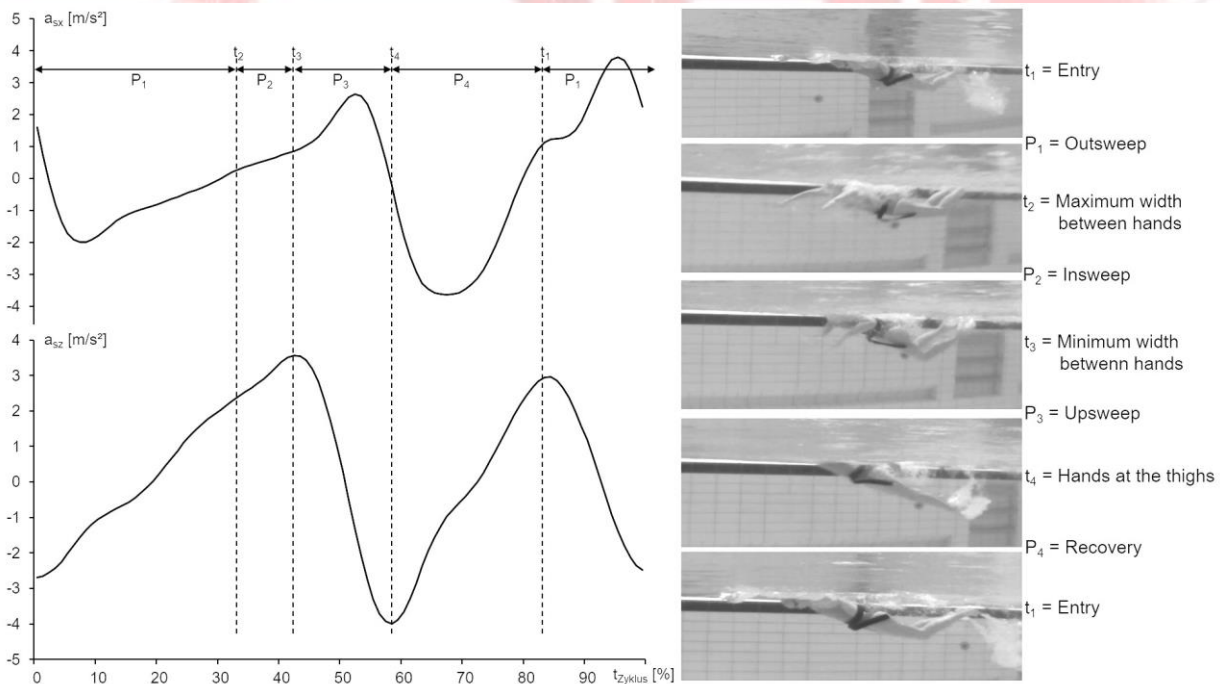 a_sx [m/s²]
5
4
3
2
1
0
-1
-2
-3
-4
t₂
t₃
t₄
t₁
P₁
P₂
P₃
P₄
P₁
a_sz [m/s²]
4
3
2
1
0
-1
-2
-3
-4
-5
0
10
20
30
40
50
60
70
80
90
t_Zyklus [%]
t₁ = Entry
P₁ = Outsweep
t₂ = Maximum width
between hands
P₂ = Insweep
t₃ = Minimum width
betwenn hands
P₃ = Upsweep
t₄ = Hands at the thighs
P₄ = Recovery
t₁ = Entry